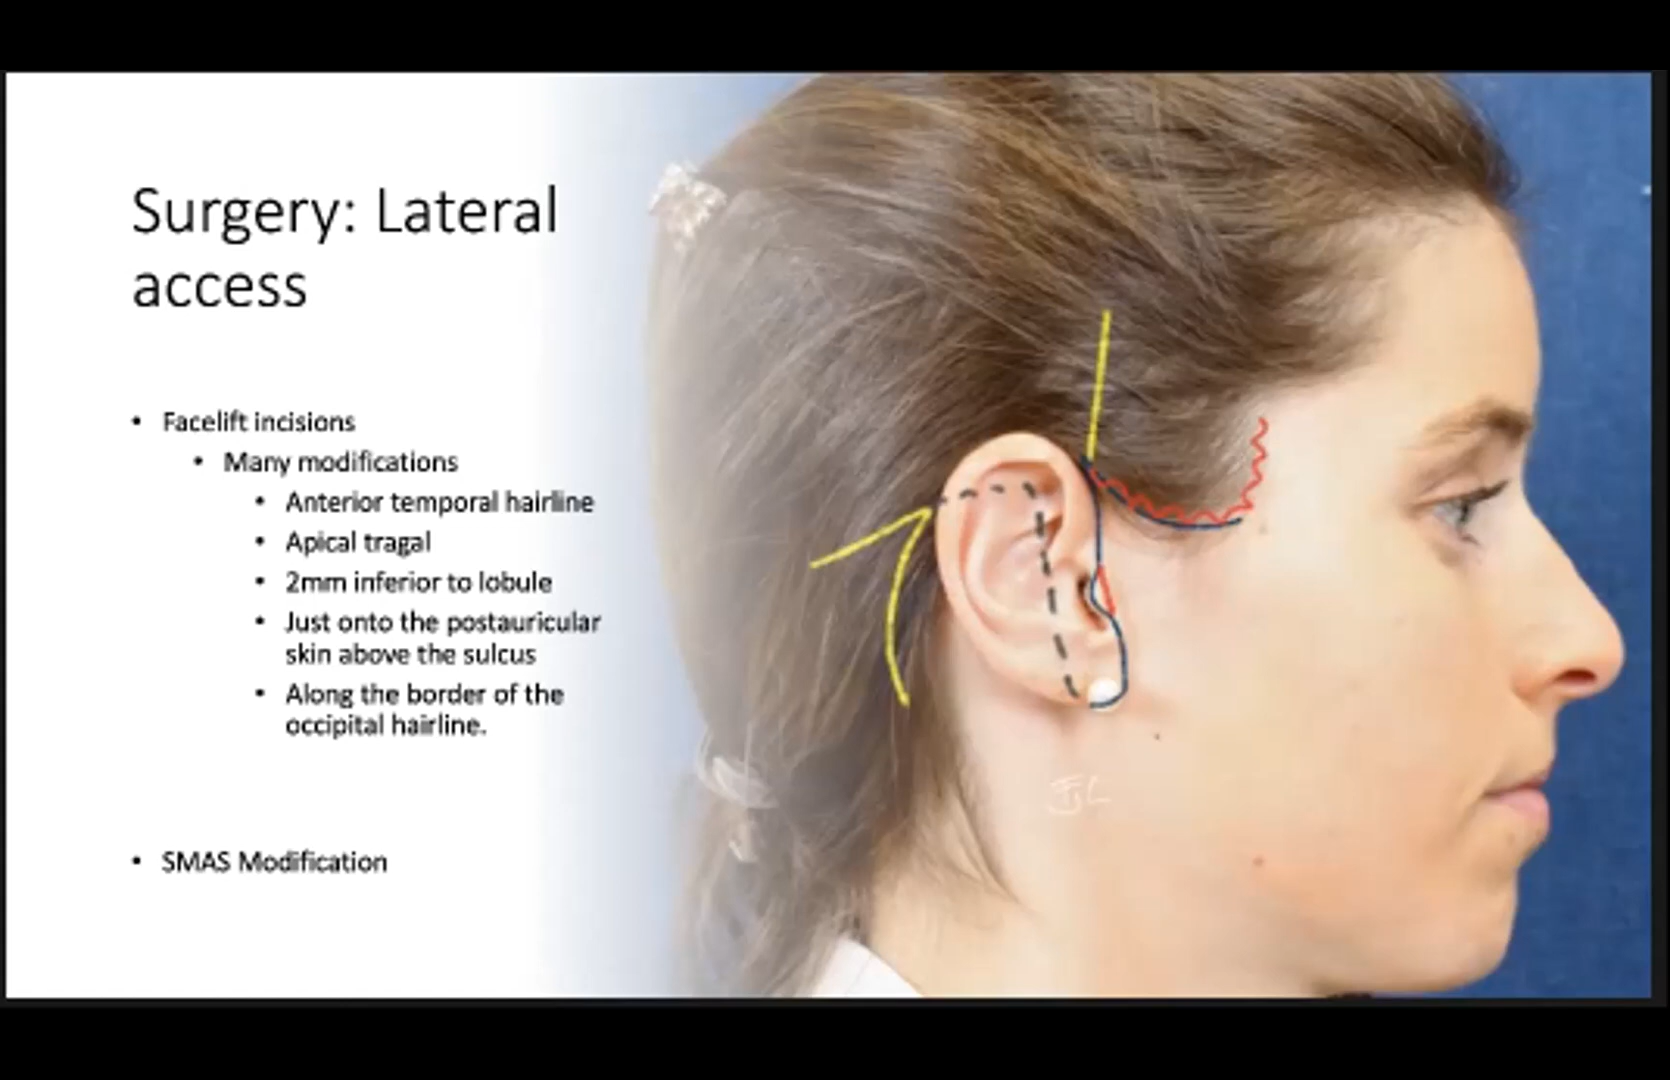 Surgery: Lateral
access
• Facelift incisions
• Many modifications
• Anterior temporal hairline
• Apical tragal
• 2mm inferior to lobule
• Just onto the postauricular
skin above the sulcus
• Along the border of the
occipital hairline.
• SMAS Modification